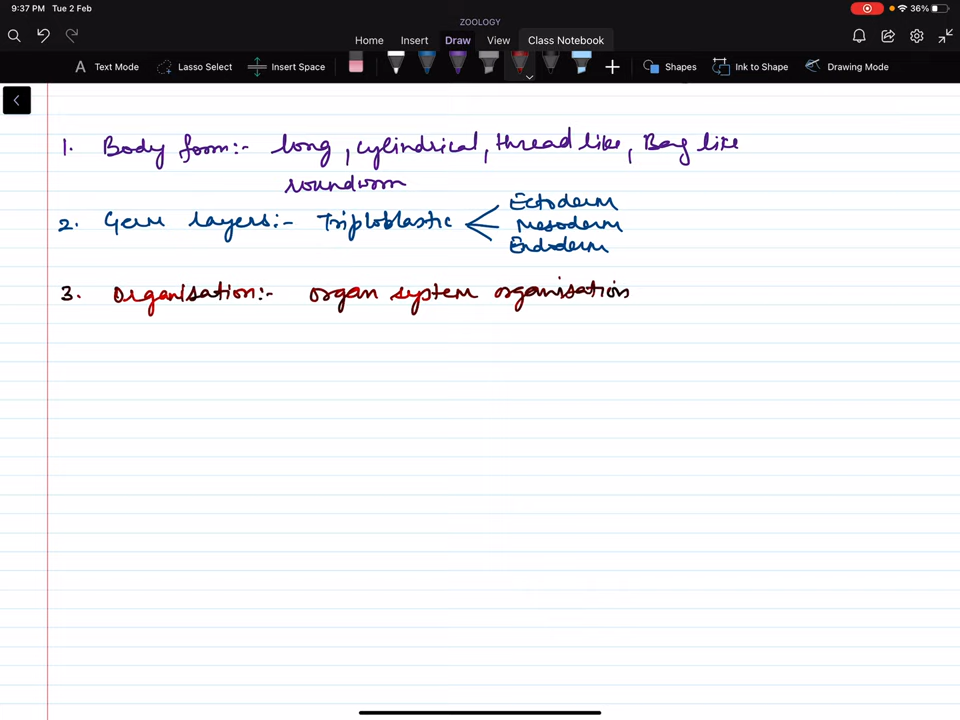 9:37 PM Tue 2 Feb
36%
ZOOLOGY
Home Insert Draw View Class Notebook
Text Mode Lasso Select Insert Space Shapes Ink to Shape Drawing Mode
1. Body form:- long, cylindrical, thread like, Bag like
roundworm
2. Germ layers:- Triploblastic Ectoderm
Mesoderm
Endoderm
3. Organisation:- organ system organisation